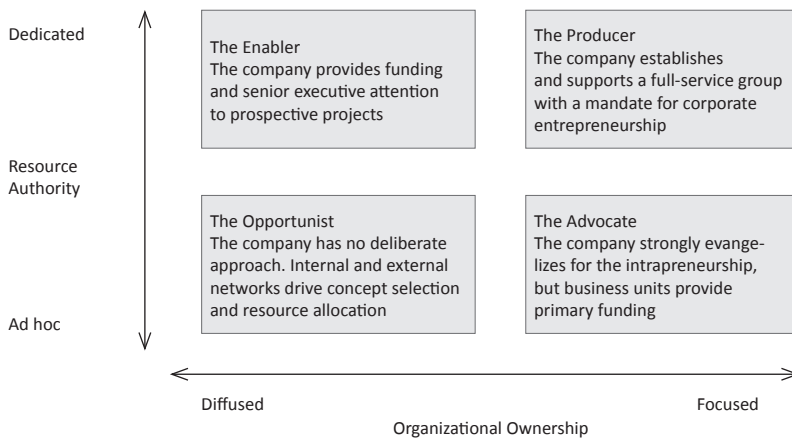 Dedicated
The Enabler
The company provides funding
and senior executive attention
to prospective projects
The Producer
The company establishes
and supports a full-service group
with a mandate for corporate
entrepreneurship
Resource
Authority
The Opportunist
The company has no deliberate
approach. Internal and external
networks drive concept selection
and resource allocation
The Advocate
The company strongly evange-
lizes for the intrapreneurship,
but business units provide
primary funding
Ad hoc
Diffused
Focused
Organizational Ownership